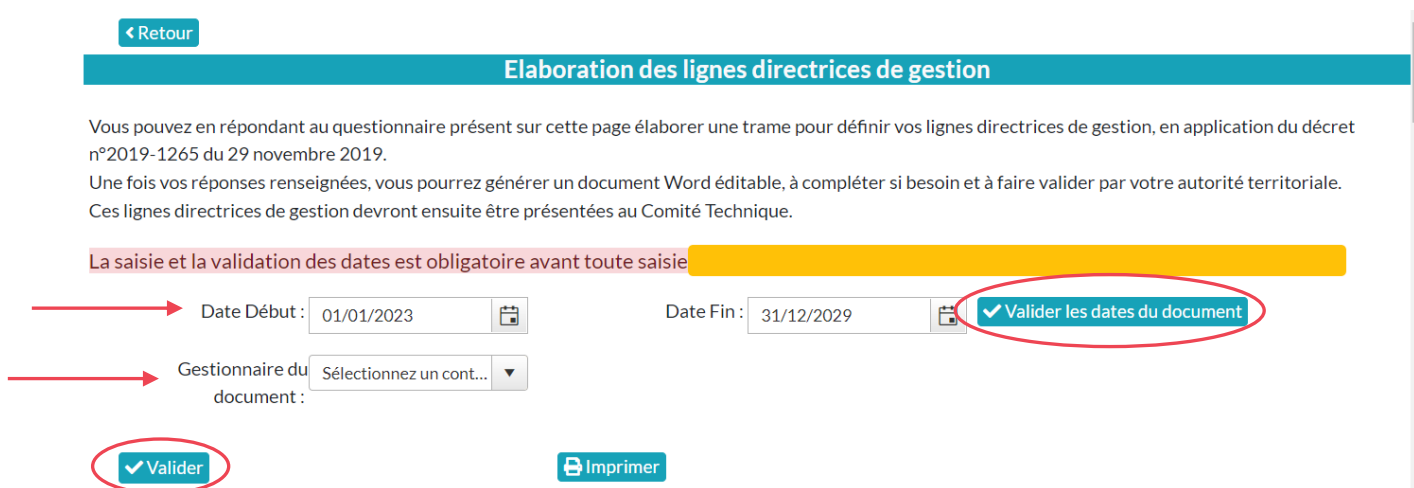 Retour
Elaboration des lignes directrices de gestion
Vous pouvez en répondant au questionnaire présent sur cette page élaborer une trame pour définir vos lignes directrices de gestion, en application du décret
n°2019-1265 du 29 novembre 2019.
Une fois vos réponses renseignées, vous pourrez générer un document Word éditable, à compléter si besoin et à faire valider par votre autorité territoriale.
Ces lignes directrices de gestion devront ensuite être présentées au Comité Technique.
La saisie et la validation des dates est obligatoire avant toute saisie
Date Début : 01/01/2023 Date Fin : 31/12/2029 Valider les dates du document
Gestionnaire du Sélectionnez un cont...
document :
Valider Imprimer